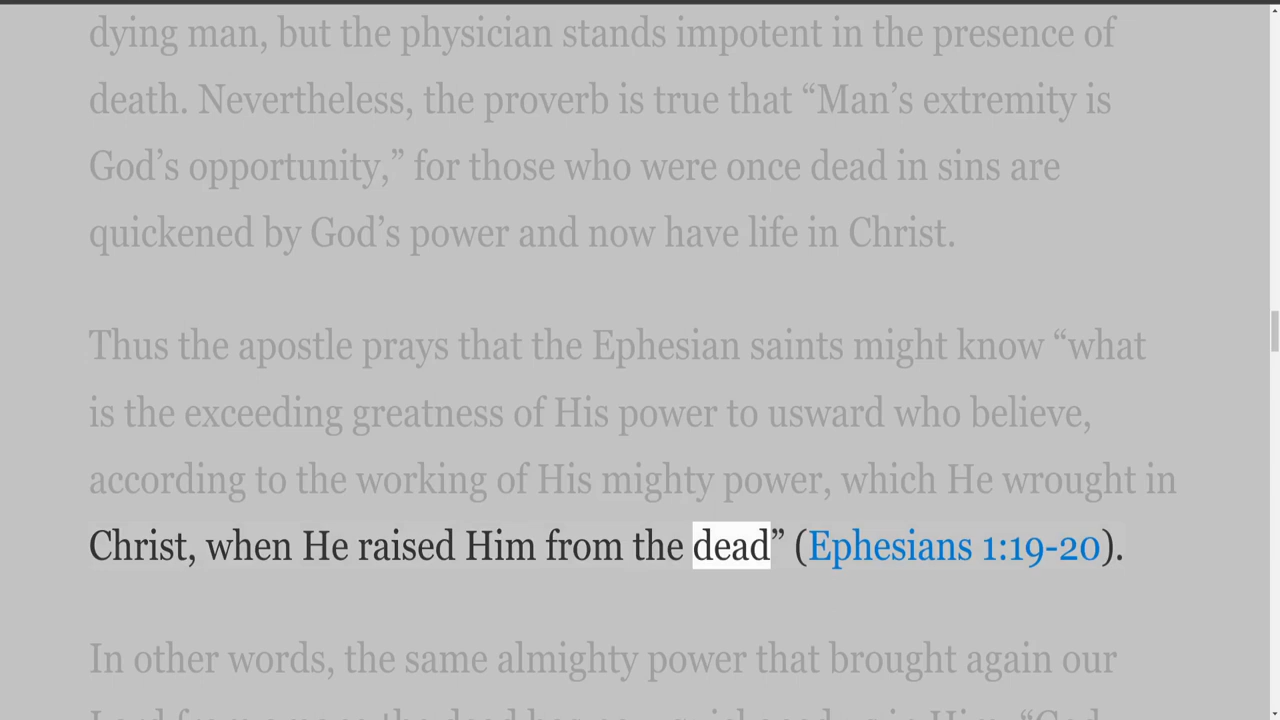 dying man, but the physician stands impotent in the presence of
death. Nevertheless, the proverb is true that “Man’s extremity is
God’s opportunity,” for those who were once dead in sins are
quickened by God’s power and now have life in Christ.
Thus the apostle prays that the Ephesian saints might know “what
is the exceeding greatness of His power to usward who believe,
according to the working of His mighty power, which He wrought in
Christ, when He raised Him from the dead” (Ephesians 1:19-20).
In other words, the same almighty power that brought again our